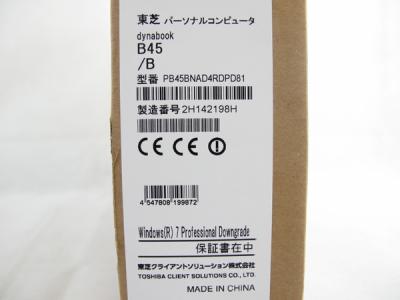 東芝 パーソナルコンピュータ
dynabook
B45
/B
型番 PB45BNAD4RDPD81
製造番号 2H142198H
CE CE
4 547808 199872
Windows(R) 7 Professional Downgrade
保証書在中
東芝クライアントソリューション株式会社
TOSHIBA CLIENT SOLUTIONS CO., LTD.
MADE IN CHINA